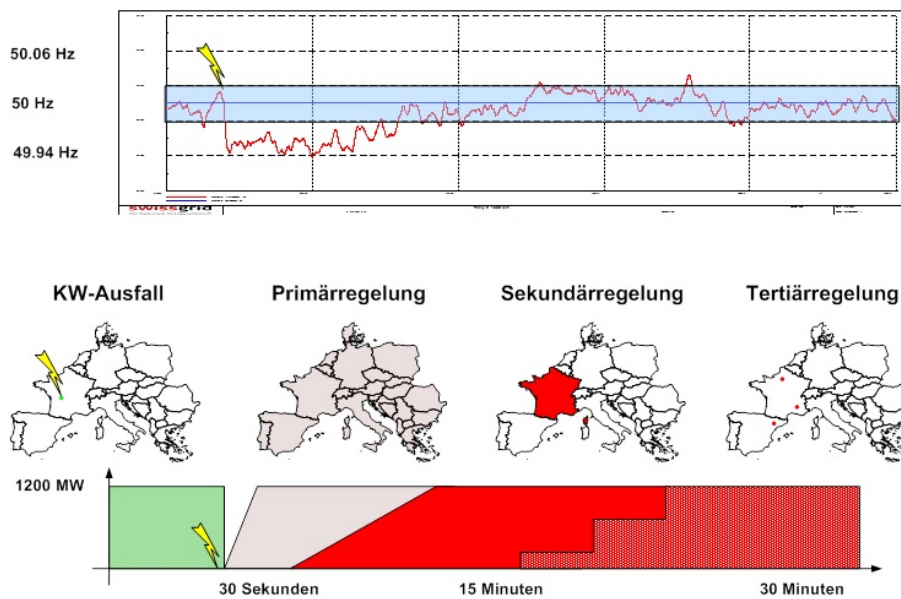 50.06 Hz
50 Hz
49.94 Hz
swissgrid
KW-Ausfall
Primärregelung
Sekundärregelung
Tertiärregelung
1200 MW
30 Sekunden
15 Minuten
30 Minuten